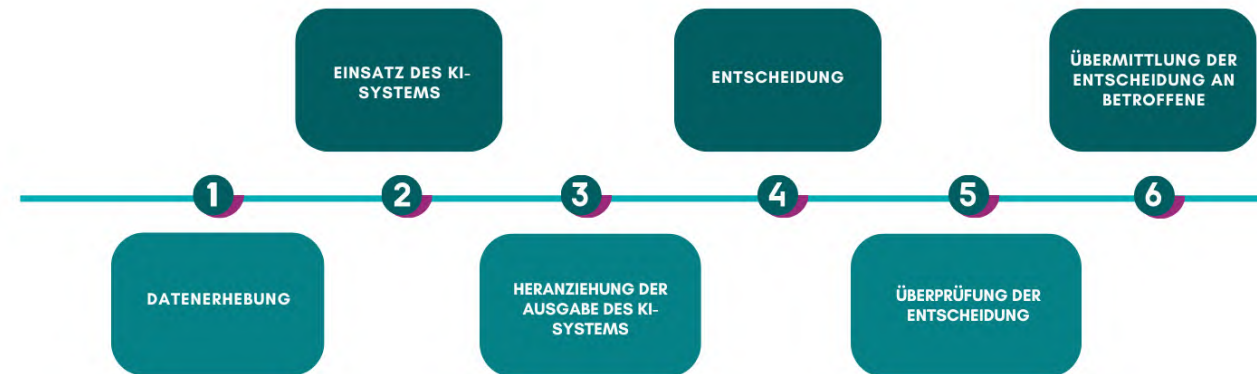 1
DATENERHEBUNG
2
EINSATZ DES KI-
SYSTEMS
3
HERANZIEHUNG DER
AUSGABE DES KI-
SYSTEMS
4
ENTSCHEIDUNG
5
ÜBERPRÜFUNG DER
ENTSCHEIDUNG
6
ÜBERMITTLUNG DER
ENTSCHEIDUNG AN
BETROFFENE